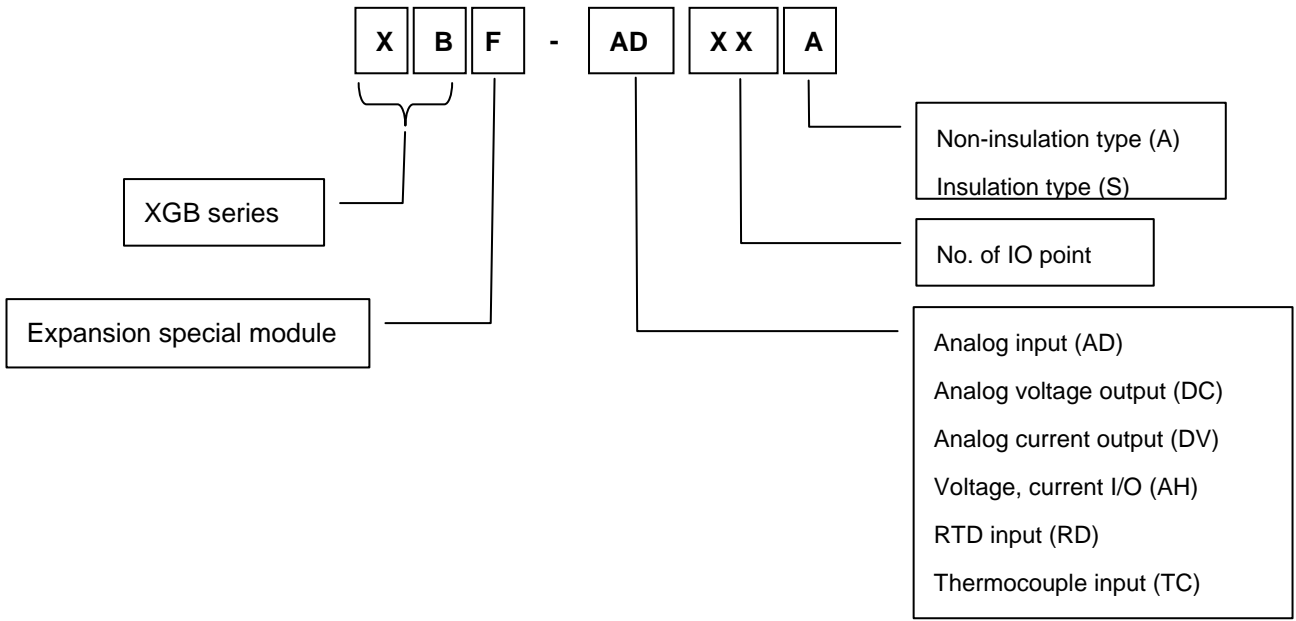 X B F - AD X X A
Non-insulation type (A)
Insulation type (S)
XGB series
No. of IO point
Expansion special module
Analog input (AD)
Analog voltage output (DC)
Analog current output (DV)
Voltage, current I/O (AH)
RTD input (RD)
Thermocouple input (TC)